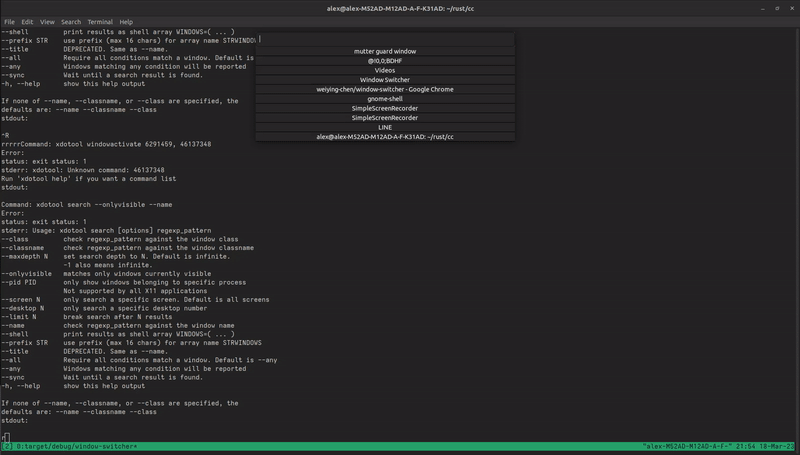 alex@alex-M52AD-M12AD-A-F-K31AD: ~/rust/cc
File Edit View Search Terminal Help
--shell print results as shell array WINDOWS=( ... )
--prefix STR use prefix (max 16 chars) for array name STRWINDOWS
--title DEPRECATED. Same as --name.
--all Require all conditions match a window. Default
--any Windows matching any condition will be reported
--sync Wait until a search result is found.
-h, --help show this help output
If none of --name, --classname, or --class are specified, the
defaults are: --name --classname --class
stdout:
mutter guard window
@!0,0;BDHF
Videos
Window Switcher
weiying-chen/window-switcher - Google Chrome
gnome-shell
SimpleScreenRecorder
SimpleScreenRecorder
LINE
alex@alex-M52AD-M12AD-A-F-K31AD: ~/rust/cc
^R
rrrrrCommand: xdotool windowactivate 6291459, 46137348
Error:
status: exit status: 1
stderr: xdotool: Unknown command: 46137348
Run 'xdotool help' if you want a command list
stdout:
Command: xdotool search --onlyvisible --name
Error:
status: exit status: 1
stderr: Usage: xdotool search [options] regexp_pattern
--class check regexp_pattern against the window class
--classname check regexp_pattern against the window classname
--maxdepth N set search depth to N. Default is infinite.
-1 also means infinite.
--onlyvisible matches only windows currently visible
--pid PID only show windows belonging to specific process
Not supported by all X11 applications
--screen N only search a specific screen. Default is all screens
--desktop N only search a specific desktop number
--limit N break search after N results
--name check regexp_pattern against the window name
--shell print results as shell array WINDOWS=( ... )
--prefix STR use prefix (max 16 chars) for array name STRWINDOWS
--title DEPRECATED. Same as --name.
--all Require all conditions match a window. Default is --any
--any Windows matching any condition will be reported
--sync Wait until a search result is found.
-h, --help show this help output
If none of --name, --classname, or --class are specified, the
defaults are: --name --classname --class
stdout:
r
[2] 0:target/debug/window-switcher* "alex-M52AD-M12AD-A-F-" 21:54 18-Mar-23